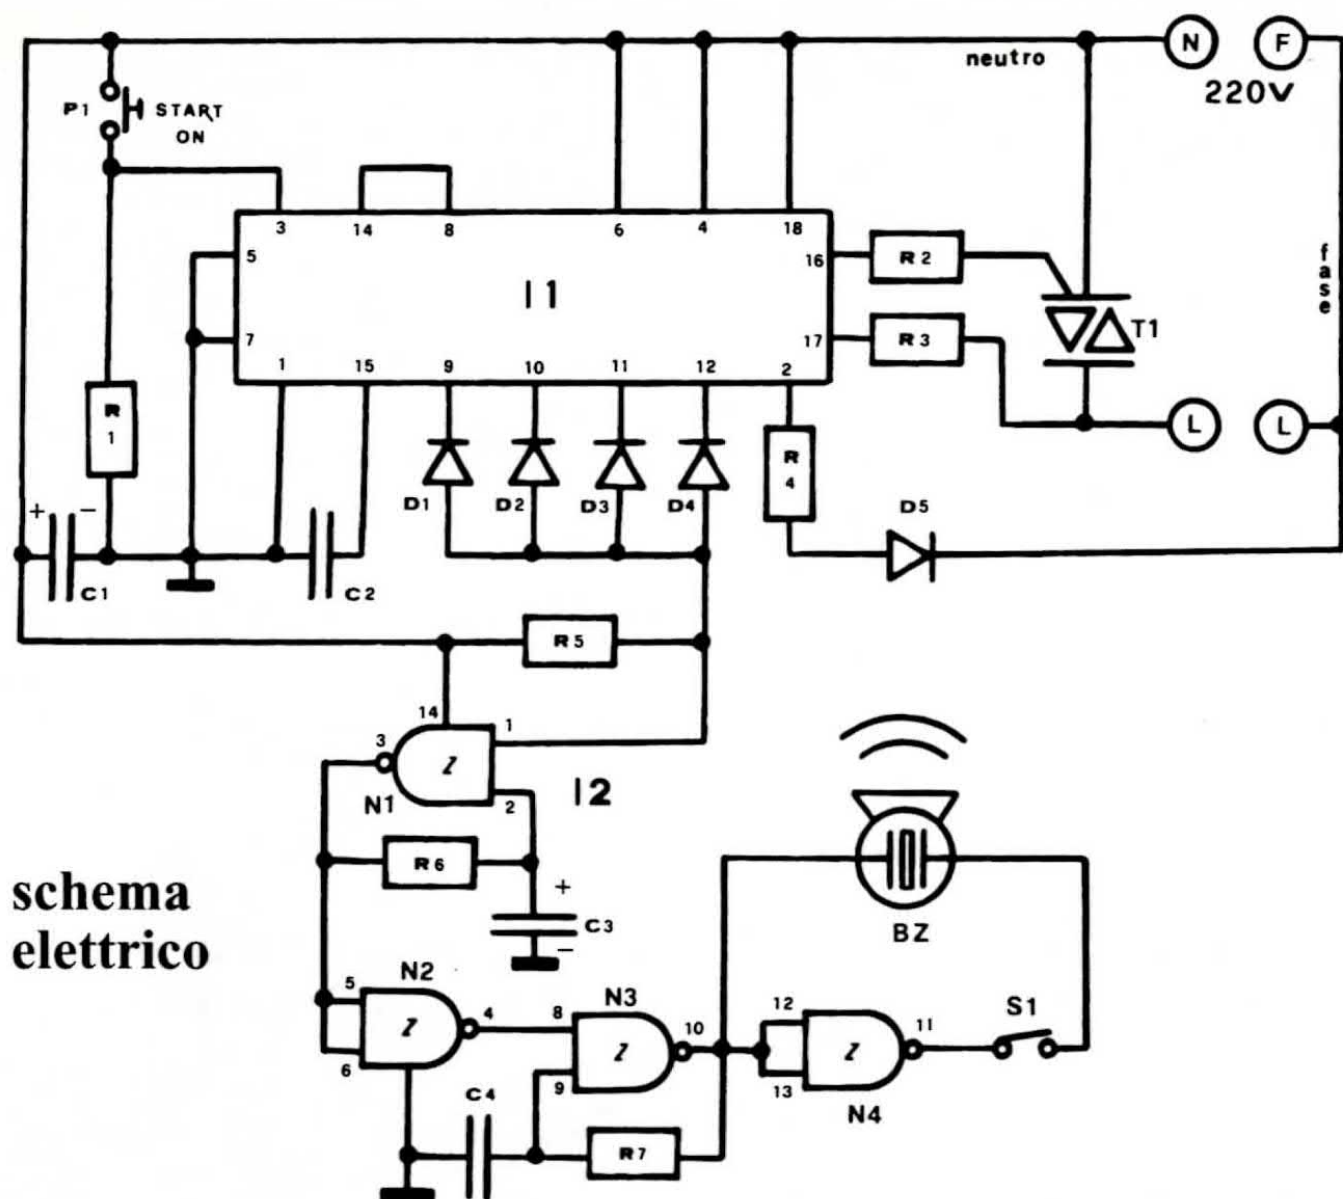 neutro
N
F
220V
P1
START
ON
3
14
8
6
4
18
5
16
R2
fase
I1
7
17
R3
T1
1
15
9
10
11
12
2
R
1
L
L
R
4
D1
D2
D3
D4
D5
+
-
C1
C2
R5
14
1
3
I
N1
2
I2
R6
+
C3
-
BZ
schema
elettrico
N2
5
4
I
6
N3
8
10
I
9
12
11
I
13
N4
S1
C4
R7